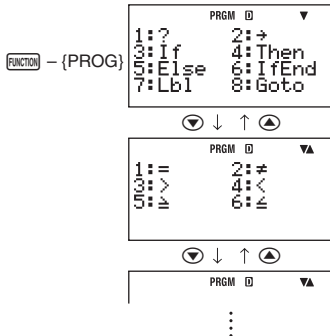 PRGM D ▼
1:? 2:→
3:If 4:Then
FUNCTION – {PROG}
5:Else 6:IfEnd
7:Lbl 8:Goto
▼ ↓ ↑ ▲
PRGM D ▼▲
1:= 2:≠
3:> 4:<
5:≧ 6:≦
▼ ↓ ↑ ▲
PRGM D ▼▲
⋮